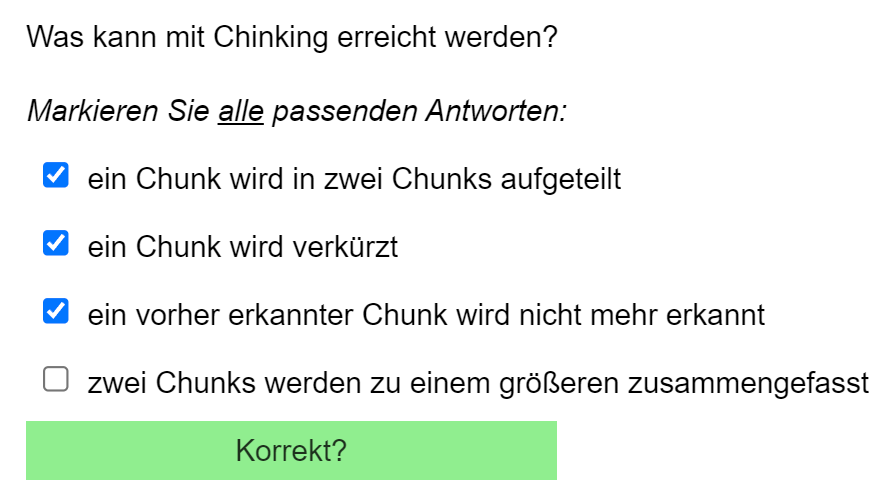 Was kann mit Chinking erreicht werden?
Markieren Sie alle passenden Antworten:
ein Chunk wird in zwei Chunks aufgeteilt
ein Chunk wird verkürzt
ein vorher erkannter Chunk wird nicht mehr erkannt
zwei Chunks werden zu einem größeren zusammengefasst
Korrekt?